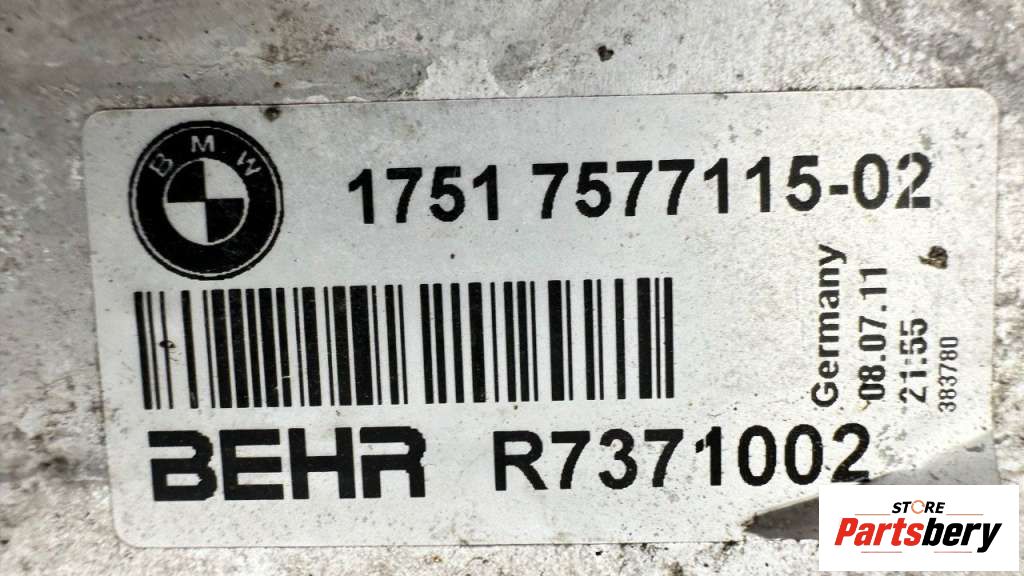 BMW
1751 7577115-02
Germany
08.07.11
21:55
383780
BEHR R7371002
STORE
Partsbery